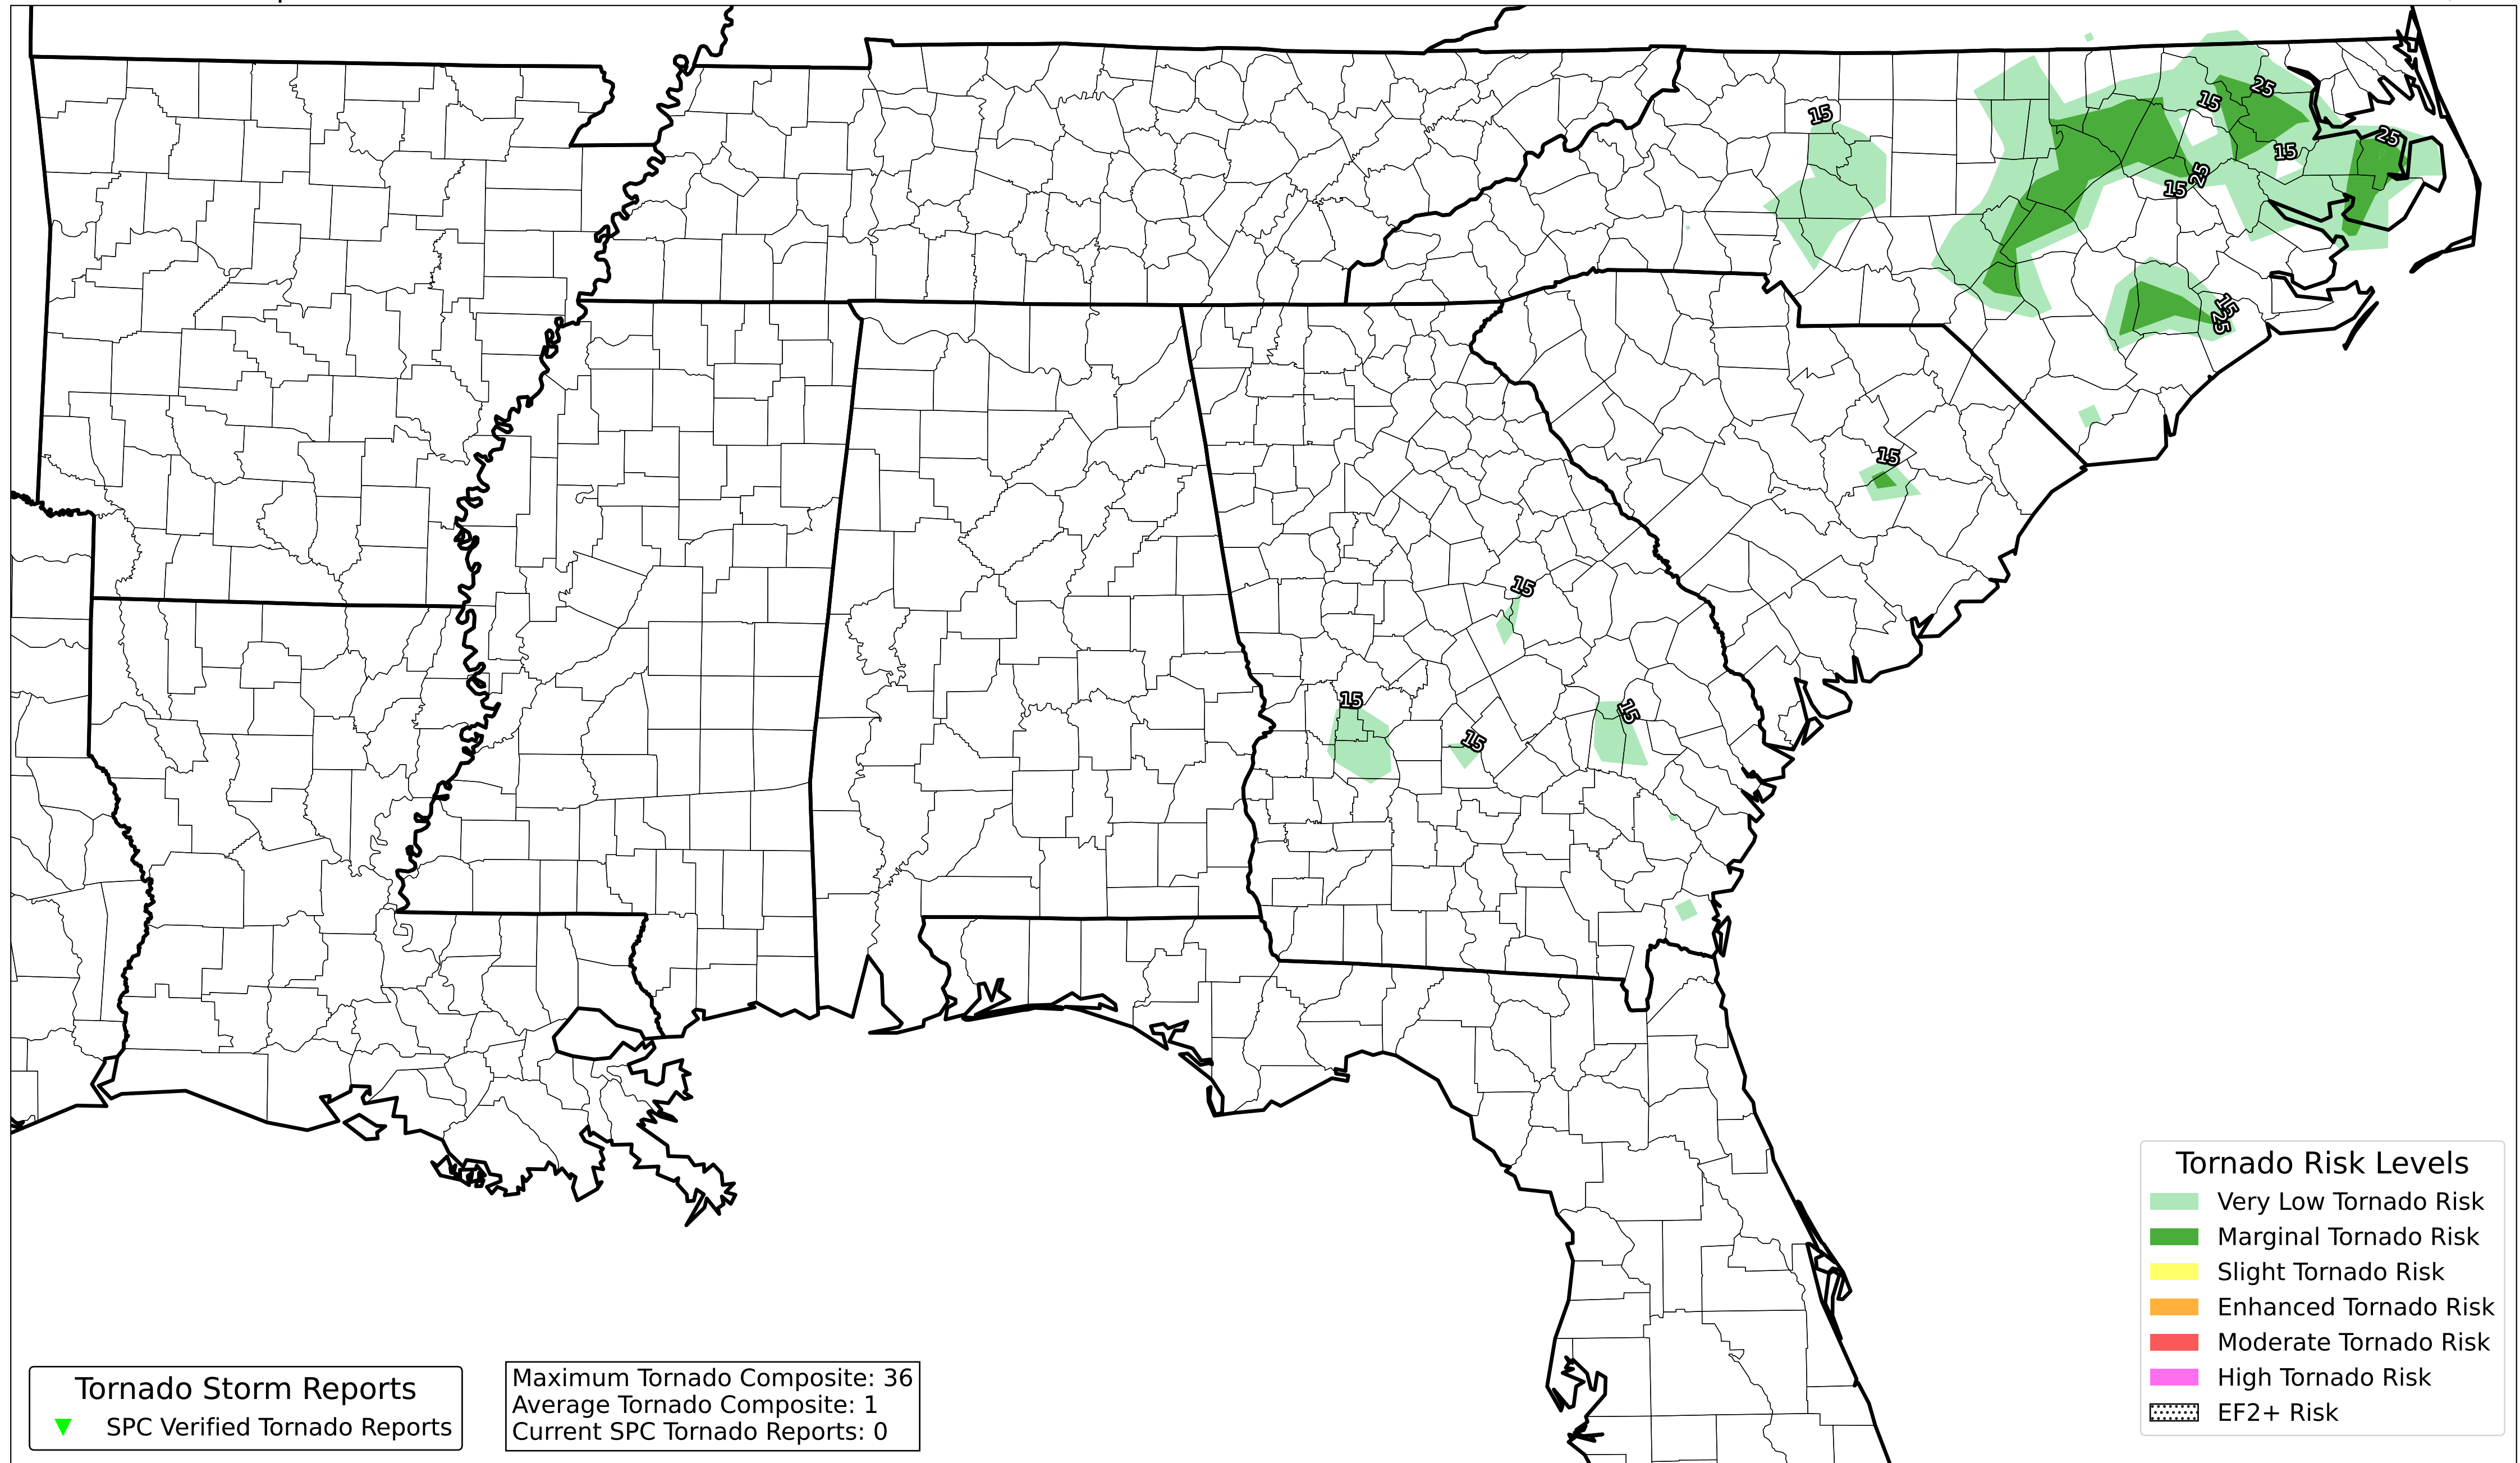 15
25
15
25
15
25
15
15
25
15
15
15
15
15
Tornado Risk Levels
Very Low Tornado Risk
Marginal Tornado Risk
Slight Tornado Risk
Enhanced Tornado Risk
Moderate Tornado Risk
High Tornado Risk
EF2+ Risk
Tornado Storm Reports
SPC Verified Tornado Reports
Maximum Tornado Composite: 36
Average Tornado Composite: 1
Current SPC Tornado Reports: 0